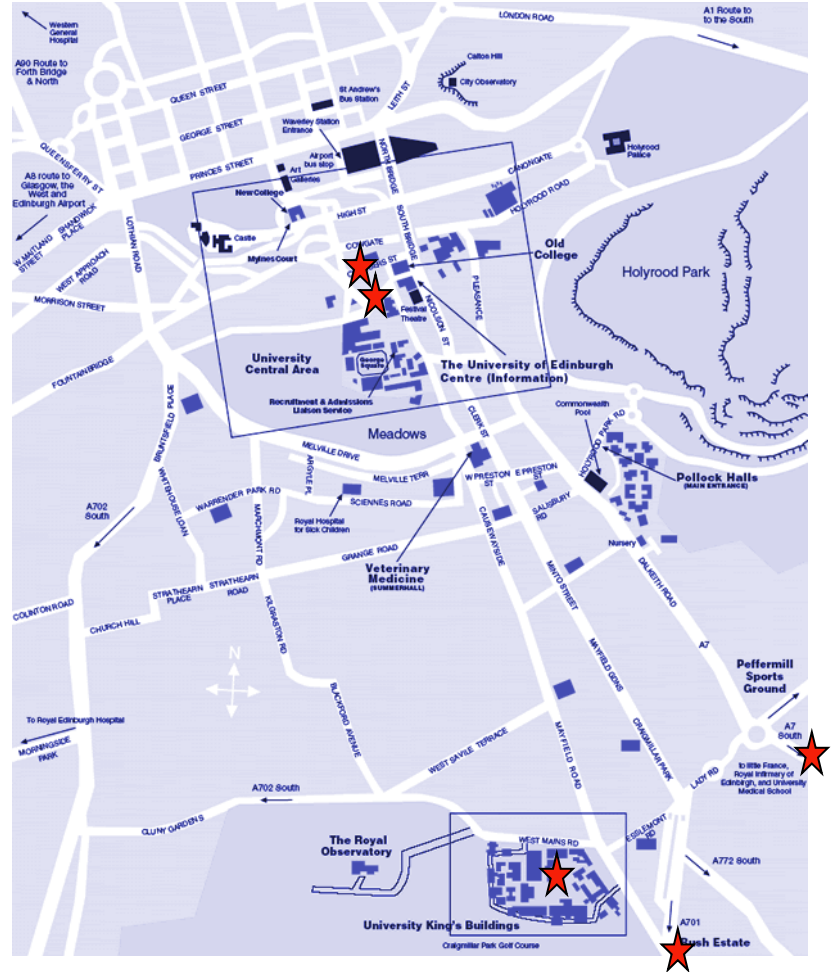 Western
General
Hospital
A90 Route to
Forth Bridge
& North
LONDON ROAD
A1 Route to
to the South
QUEEN STREET
St Andrew's
Bus Station
LEITH ST
Calton Hill
City Observatory
GEORGE STREET
Waverley Station
Entrance
QUEENSFERRY ST
PRINCES STREET
Airport
bus stop
NORTH BRIDGE
Holyrood
Palace
A8 route to
Glasgow, the
West and
Edinburgh Airport
Art
Galleries
CANONGATE
New College
HOLYROOD ROAD
W. MAITLAND
STREET
SHANDWICK
PLACE
LOTHIAN ROAD
HIGH ST
SOUTH BRIDGE
Castle
COWGATE
Old
College
WEST APPROACH
ROAD
Mylnes Court
Holyrood Park
PLEASANCE
MORRISON STREET
NICOLSON ST
Festival
Theatre
FOUNTAINBRIDGE
University
Central Area
George
Square
The University of Edinburgh
Centre (Information)
Recruitment & Admissions
Liaison Service
BRUNTSFIELD PLACE
Commonwealth
Pool
HOLYROOD PARK RD
CLERK ST
Meadows
MELVILLE DRIVE
ARGYLE PL
MELVILLE TERR
W PRESTON
ST
E PRESTON
ST
Pollock Halls
(MAIN ENTRANCE)
WHITEHOUSE LOAN
WARRENDER PARK RD
SCIENNES ROAD
A702
South
MARCHMONT RD
Royal Hospital
for Sick Children
SALISBURY
RD
CAUSEWAYSIDE
Nursery
GRANGE ROAD
Veterinary
Medicine
(SUMMERHALL)
MINTO STREET
DALKEITH ROAD
STRATHEARN
PLACE
STRATHEARN
ROAD
COLINTON ROAD
CHURCH HILL
KILGRASTON RD
MAYFIELD GDNS
A7
N
Peffermill
Sports
Ground
BLACKFORD AVENUE
To Royal Edinburgh Hospital
MORNINGSIDE
PARK
MAYFIELD ROAD
CRAIGMILLAR PARK
A7
South
WEST SAVILE TERRACE
LADY RD
to little France,
Royal Infirmary of
Edinbirgh, and University
Medical School
A702 South
CLUNY GARDENS
ESSLEMONT
RD
The Royal
Observatory
WEST MAINS RD
A772 South
University King's Buildings
A701
Craigmillar Park Golf Course
Bush Estate